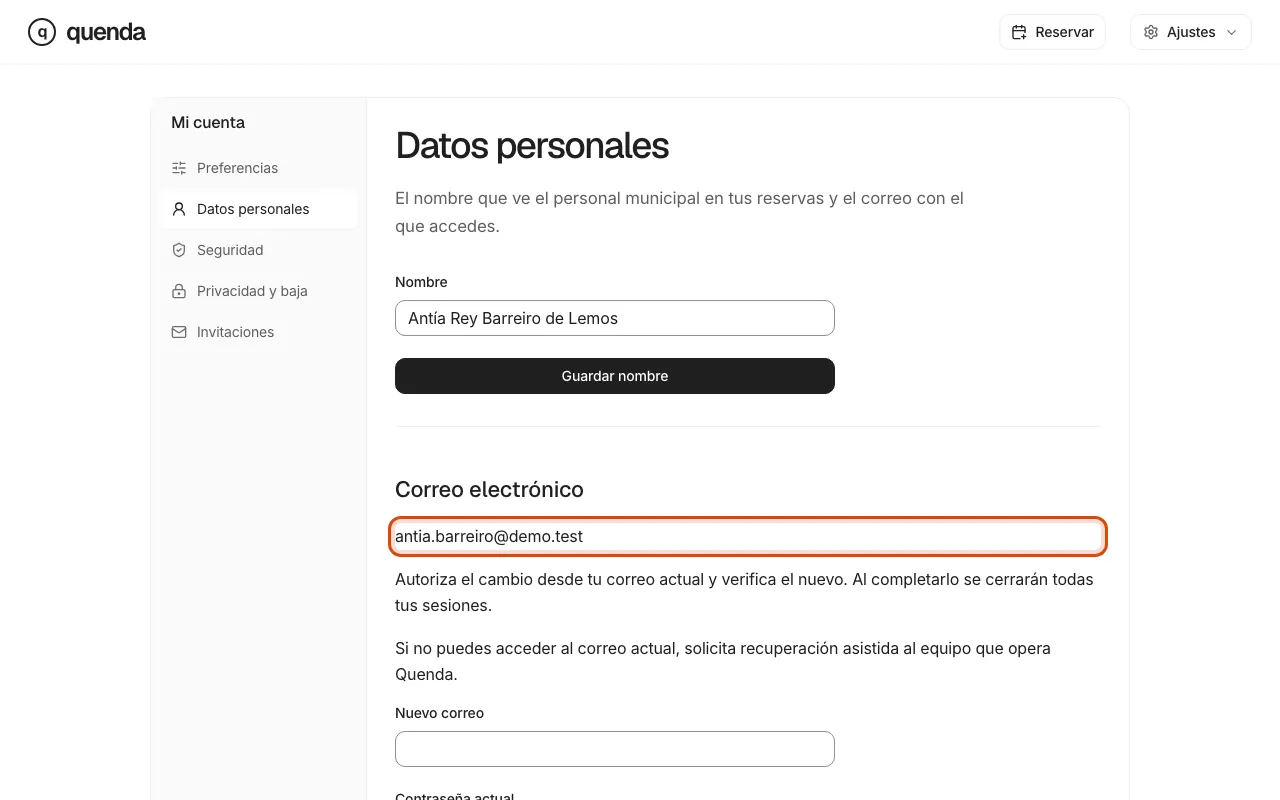 q quenda
Reservar
Ajustes
Mi cuenta
Preferencias
Datos personales
Seguridad
Privacidad y baja
Invitaciones
Datos personales
El nombre que ve el personal municipal en tus reservas y el correo con el
que accedes.
Nombre
Antía Rey Barreiro de Lemos
Guardar nombre
Correo electrónico
antia.barreiro@demo.test
Autoriza el cambio desde tu correo actual y verifica el nuevo. Al completarlo se cerrarán todas
tus sesiones.
Si no puedes acceder al correo actual, solicita recuperación asistida al equipo que opera
Quenda.
Nuevo correo
Contraseña actual